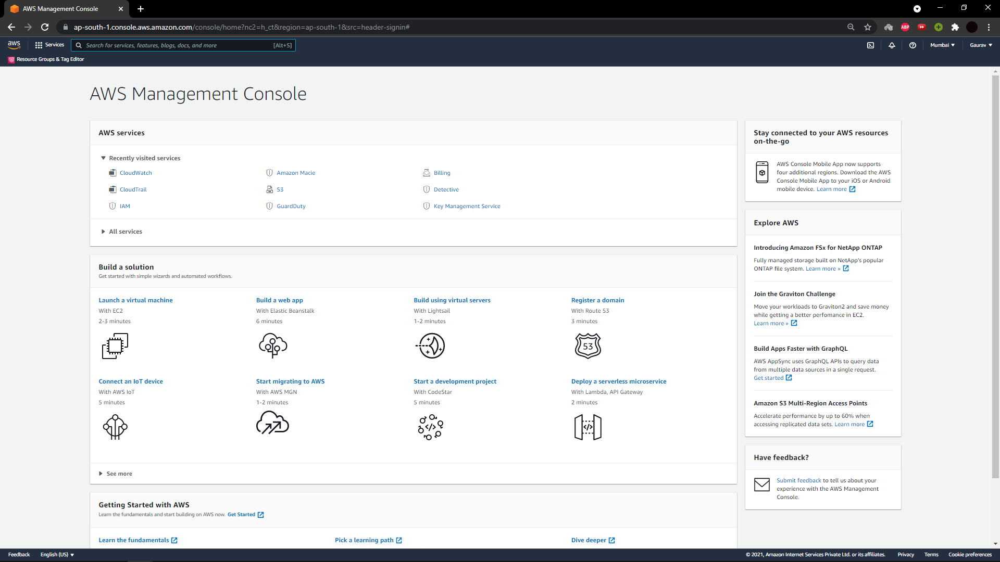 AWS Management Console
ap-south-1.console.aws.amazon.com/console/home?nc2=h_ct&region=ap-south-1&src=header-signin#
ABP
aws
Services
Search for services, features, blogs, docs, and more
[Alt+S]
Mumbai
Gaurav
Resource Groups & Tag Editor
AWS Management Console
AWS services
Recently visited services
CloudWatch
Amazon Macie
Billing
CloudTrail
S3
Detective
IAM
GuardDuty
Key Management Service
All services
Build a solution
Get started with simple wizards and automated workflows.
Launch a virtual machine
With EC2
2-3 minutes
Build a web app
With Elastic Beanstalk
6 minutes
Build using virtual servers
With Lightsail
1-2 minutes
Register a domain
With Route 53
3 minutes
53
Connect an IoT device
With AWS IoT
5 minutes
Start migrating to AWS
With AWS MGN
1-2 minutes
Start a development project
With CodeStar
5 minutes
</>
Deploy a serverless microservice
With Lambda, API Gateway
2 minutes
</>
See more
Getting Started with AWS
Learn the fundamentals and start building on AWS now. Get Started
Learn the fundamentals
Pick a learning path
Dive deeper
Stay connected to your AWS resources
on-the-go
AWS Console Mobile App now supports
four additional regions. Download the AWS
Console Mobile App to your iOS or Android
mobile device. Learn more
Explore AWS
Introducing Amazon FSx for NetApp ONTAP
Fully managed storage built on NetApp's popular
ONTAP file system. Learn more »
Join the Graviton Challenge
Move your workloads to Graviton2 and save money
while getting a better perfomance in EC2.
Learn more »
Build Apps Faster with GraphQL
AWS AppSync uses GraphQL APIs to query data
from multiple data sources in a single request.
Get started
Amazon S3 Multi-Region Access Points
Accelerate performance by up to 60% when
accessing replicated data sets. Learn more
Have feedback?
Submit feedback to tell us about your
experience with the AWS Management
Console.
Feedback
English (US)
© 2021, Amazon Internet Services Private Ltd. or its affiliates.
Privacy
Terms
Cookie preferences